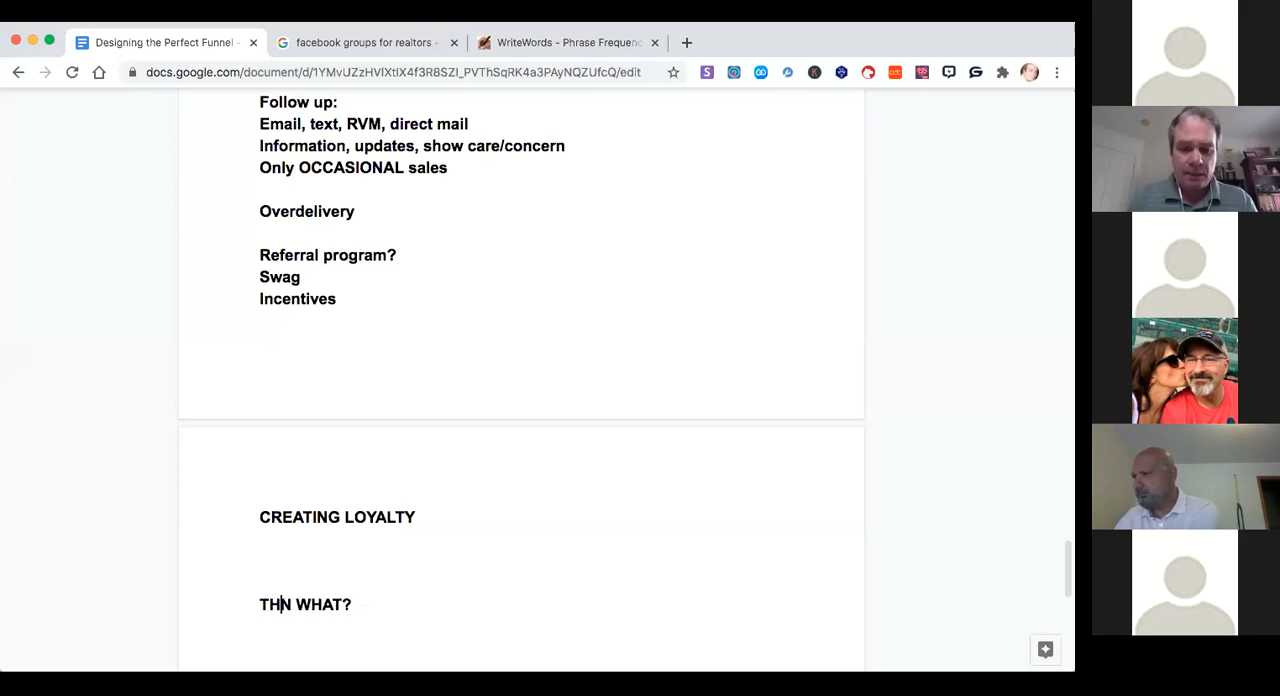 Designing the Perfect Funnel -
facebook groups for realtors -
WriteWords - Phrase Frequenc
docs.google.com/document/d/1YMvUZzHVIXtIX4f3R8SZI_PVThSqRK4a3PAyNQZUfcQ/edit
Follow up:
Email, text, RVM, direct mail
Information, updates, show care/concern
Only OCCASIONAL sales
Overdelivery
Referral program?
Swag
Incentives
CREATING LOYALTY
THN WHAT?